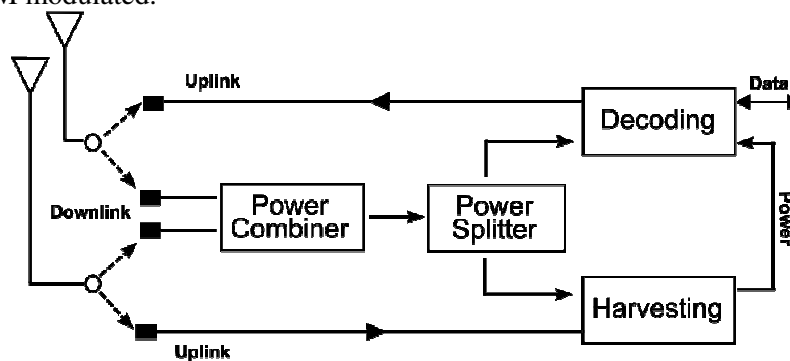 M modulated.
Uplink
Data
Decoding
Downlink
Power
Combiner
Power
Splitter
Power
Harvesting
Uplink